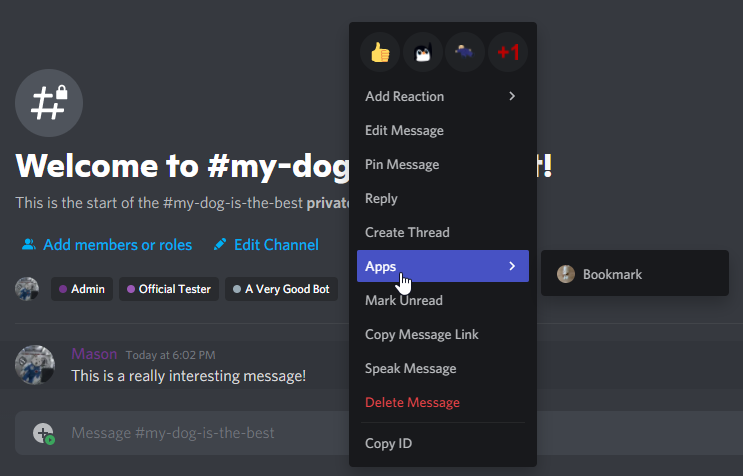 +1
Add Reaction
Edit Message
Pin Message
Reply
Create Thread
Apps
Bookmark
Mark Unread
Copy Message Link
Speak Message
Delete Message
Copy ID
Welcome to #my-dog t!
This is the start of the #my-dog-is-the-best private
Add members or roles Edit Channel
Admin Official Tester A Very Good Bot
Mason Today at 6:02 PM
This is a really interesting message!
Message #my-dog-is-the-best